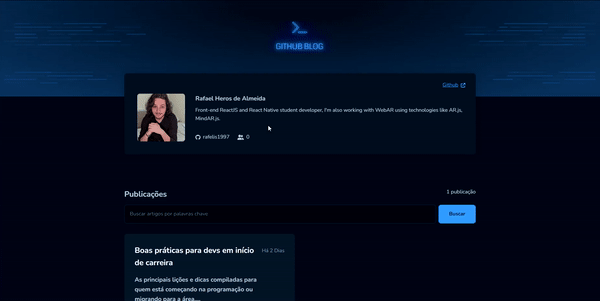 GITHUB BLOG
Github
Rafael Heros de Almeida
Front-end ReactJS and React Native student developer, I'm also working with WebAR using technologies like AR.js,
MindAR.js.
rafelis1997 0
Publicações 1 publicação
Buscar artigos por palavras chave Buscar
Boas práticas para devs em início Há 2 Dias
de carreira
As principais lições e dicas compiladas para
quem está começando na programação ou
migrando para a área....